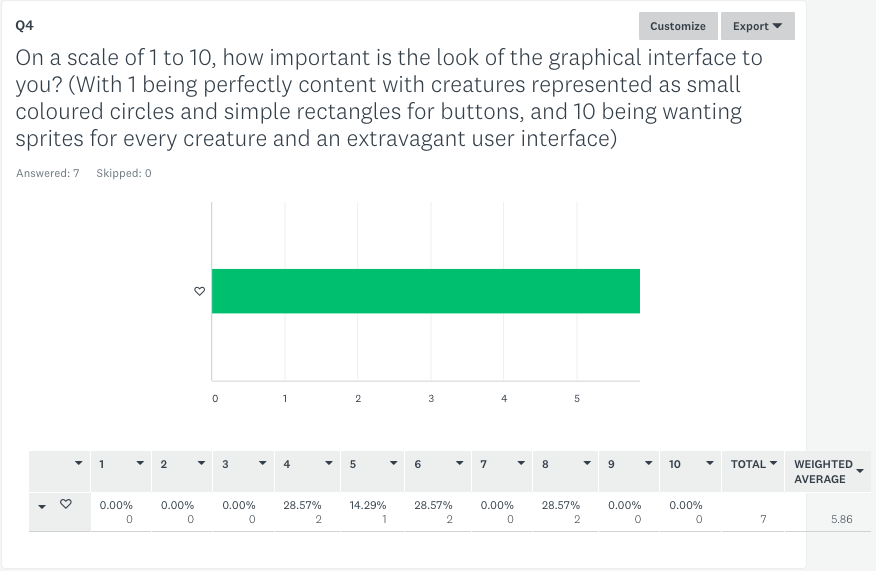 Q4
Customize
Export
On a scale of 1 to 10, how important is the look of the graphical interface to
you? (With 1 being perfectly content with creatures represented as small
coloured circles and simple rectangles for buttons, and 10 being wanting
sprites for every creature and an extravagant user interface)
Answered: 7 Skipped: 0
0 1 2 3 4 5
1 2 3 4 5 6 7 8 9 10 TOTAL WEIGHTED
AVERAGE
0.00% 0.00% 0.00% 28.57% 14.29% 28.57% 0.00% 28.57% 0.00% 0.00%
0 0 0 2 1 2 0 2 0 0 7 5.86